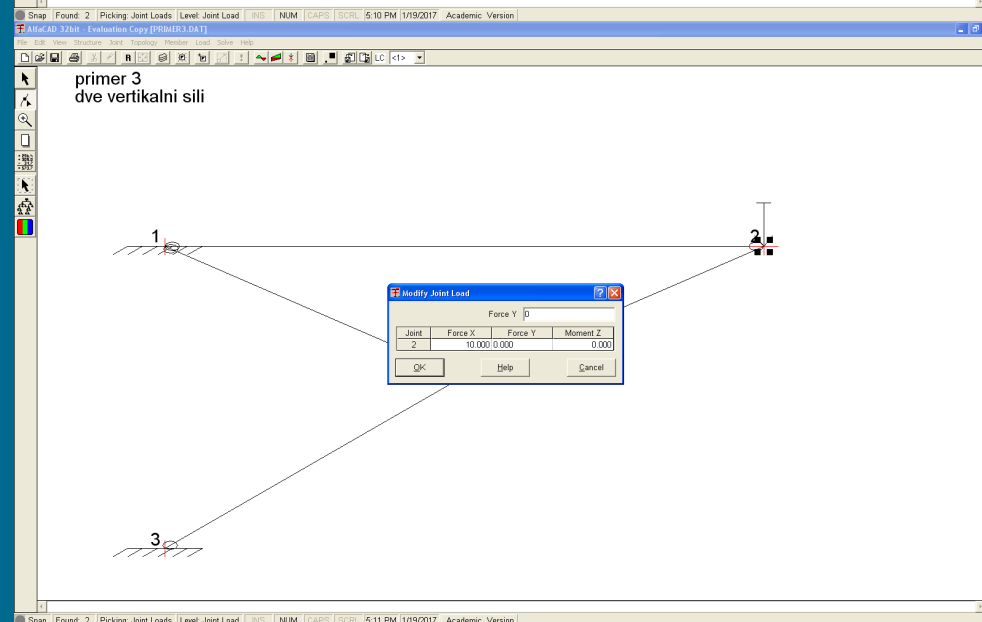 Snap Found: 2 Picking: Joint Loads Level: Joint Load INS NUM CAPS SCRL 5:10 PM 1/19/2017 Academic Version
AlfaCAD 32bit - Evaluation Copy [PRIMER3.DAT]
File Edit View Structure Joint Topology Member Load Solve Help
R LC <1>
primer 3
dve vertikalni sili
1
2
Modify Joint Load
Force Y 0
Joint Force X Force Y Moment Z
2 10.000 0.000 0.000
OK Help Cancel
3
Snap Found: 2 Picking: Joint Loads Level: Joint Load INS NUM CAPS SCRL 5:11 PM 1/19/2017 Academic Version